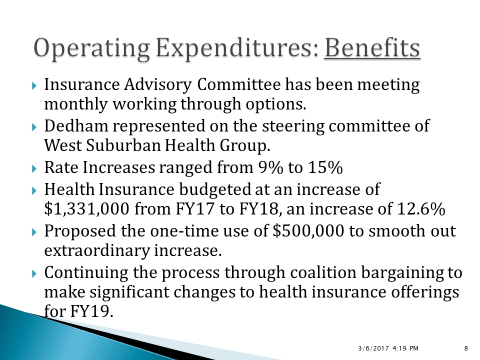 Operating Expenditures: Benefits
Insurance Advisory Committee has been meeting
monthly working through options.
Dedham represented on the steering committee of
West Suburban Health Group.
Rate Increases ranged from 9% to 15%
Health Insurance budgeted at an increase of
$1,331,000 from FY17 to FY18, an increase of 12.6%
Proposed the one-time use of $500,000 to smooth out
extraordinary increase.
Continuing the process through coalition bargaining to
make significant changes to health insurance offerings
for FY19.
3/6/2017 4:19 PM 8